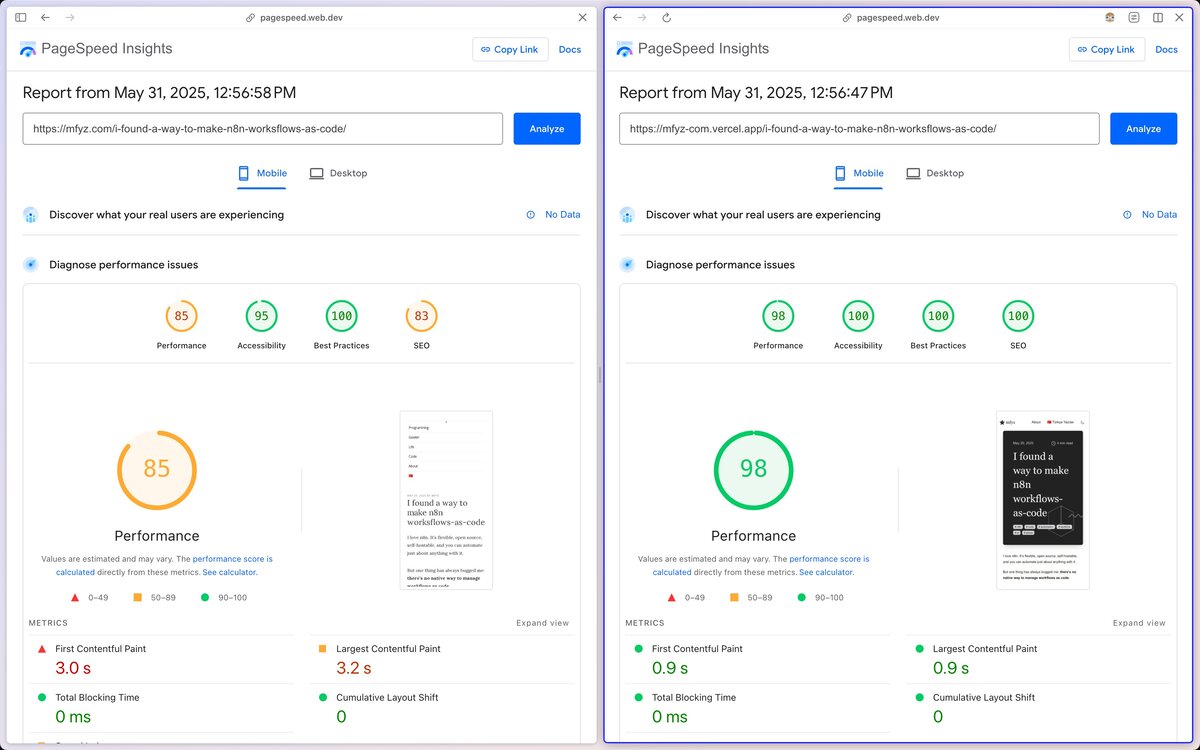 pagespeed.web.dev
PageSpeed Insights
Copy Link
Docs
Report from May 31, 2025, 12:56:58 PM
https://mfyz.com/i-found-a-way-to-make-n8n-worksflows-as-code/
Analyze
Mobile
Desktop
Discover what your real users are experiencing
No Data
Diagnose performance issues
85
95
100
83
Performance
Accessibility
Best Practices
SEO
85
Performance
Values are estimated and may vary. The performance score is
calculated directly from these metrics. See calculator.
0–49
50–89
90–100
Programming
Geeklet
Life
Code
About
I found a way to
make n8n
worksflows-as-code
I love n8n. It's flexible, open source,
self-hostable, and you can automate
just about anything with it.
But one thing has always bugged me:
there's no native way to manage
workflows as code.
METRICS
Expand view
First Contentful Paint
3.0 s
Largest Contentful Paint
3.2 s
Total Blocking Time
0 ms
Cumulative Layout Shift
0
pagespeed.web.dev
PageSpeed Insights
Copy Link
Docs
Report from May 31, 2025, 12:56:47 PM
https://mfyz-com.vercel.app/i-found-a-way-to-make-n8n-worksflows-as-code/
Analyze
Mobile
Desktop
Discover what your real users are experiencing
No Data
Diagnose performance issues
98
100
100
100
Performance
Accessibility
Best Practices
SEO
98
Performance
Values are estimated and may vary. The performance score is
calculated directly from these metrics. See calculator.
0–49
50–89
90–100
mfyz
About
Türkçe Yazılar
May 20, 2025
4 min read
I found a
way to make
n8n
worksflows-
as-code
I love n8n. It's flexible, open source, self-hostable,
and you can automate just about anything with it.
But one thing has always bugged me: there's no
native way to manage workflows as code.
METRICS
Expand view
First Contentful Paint
0.9 s
Largest Contentful Paint
0.9 s
Total Blocking Time
0 ms
Cumulative Layout Shift
0